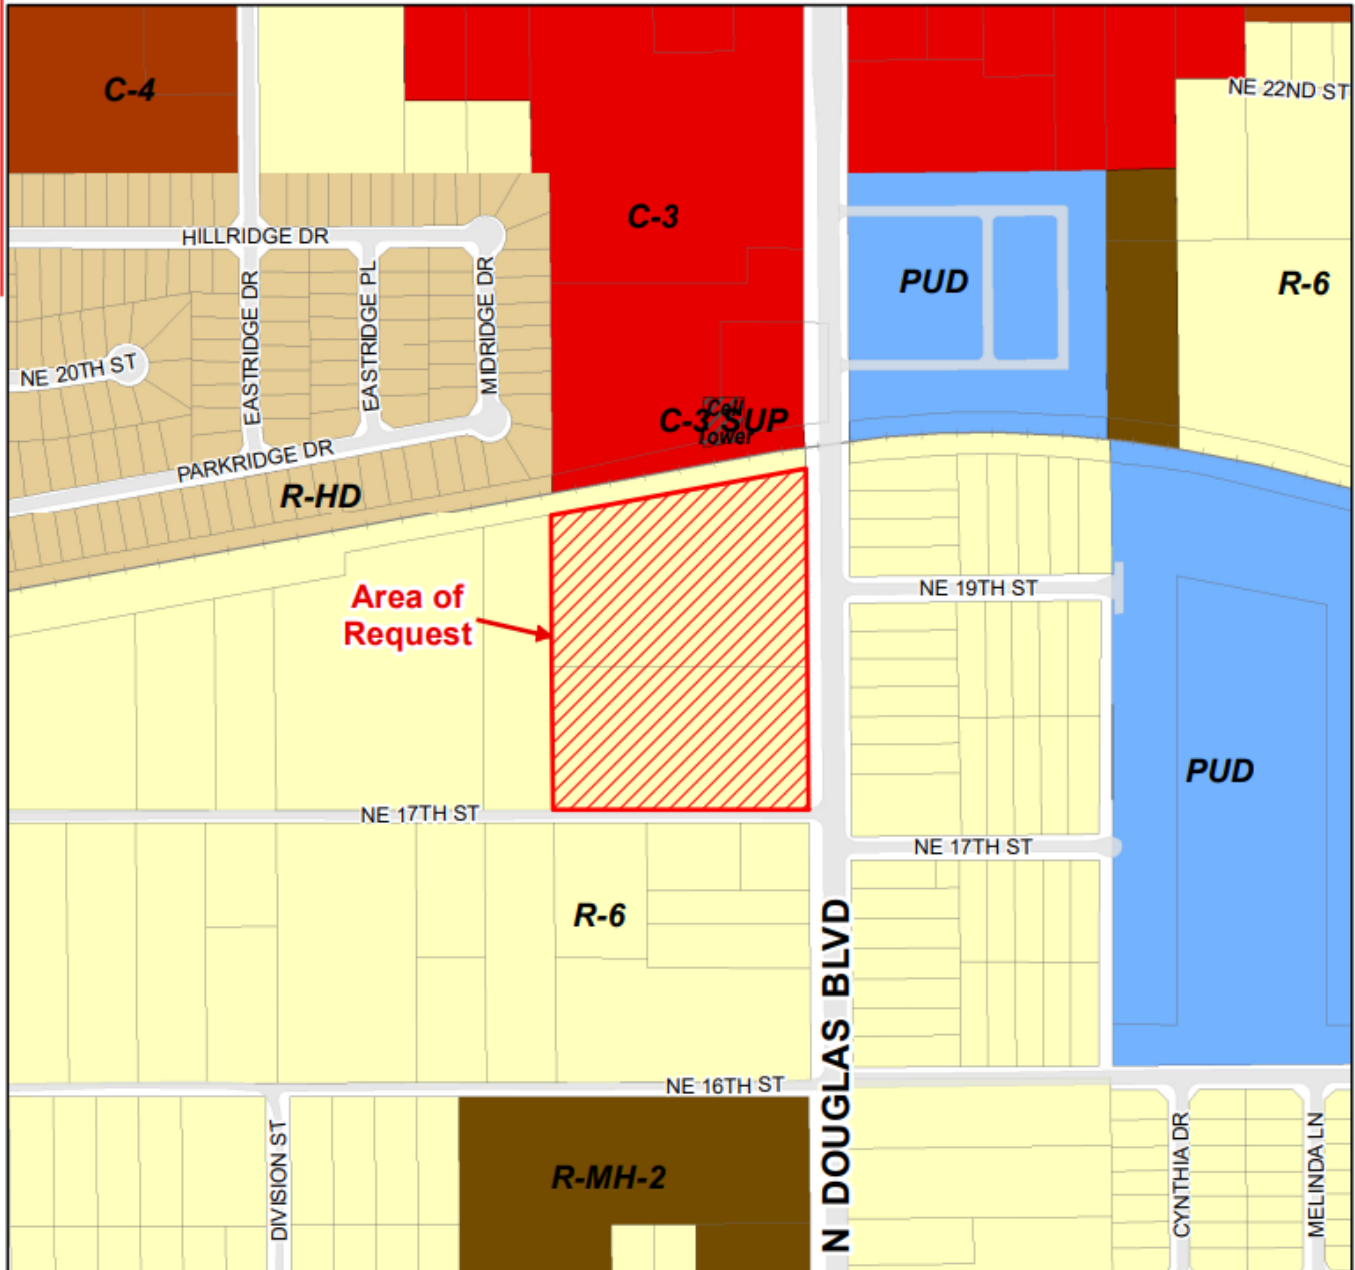 C-4
NE 22ND ST
C-3
HILLRIDGE DR
PUD
R-6
EASTRIDGE DR
EASTRIDGE PL
MIDRIDGE DR
NE 20TH ST
C-3 SUP
Cell
Tower
PARKRIDGE DR
R-HD
Area of
Request
NE 19TH ST
PUD
NE 17TH ST
NE 17TH ST
R-6
N DOUGLAS BLVD
NE 16TH ST
DIVISION ST
R-MH-2
CYNTHIA DR
MELINDA LN